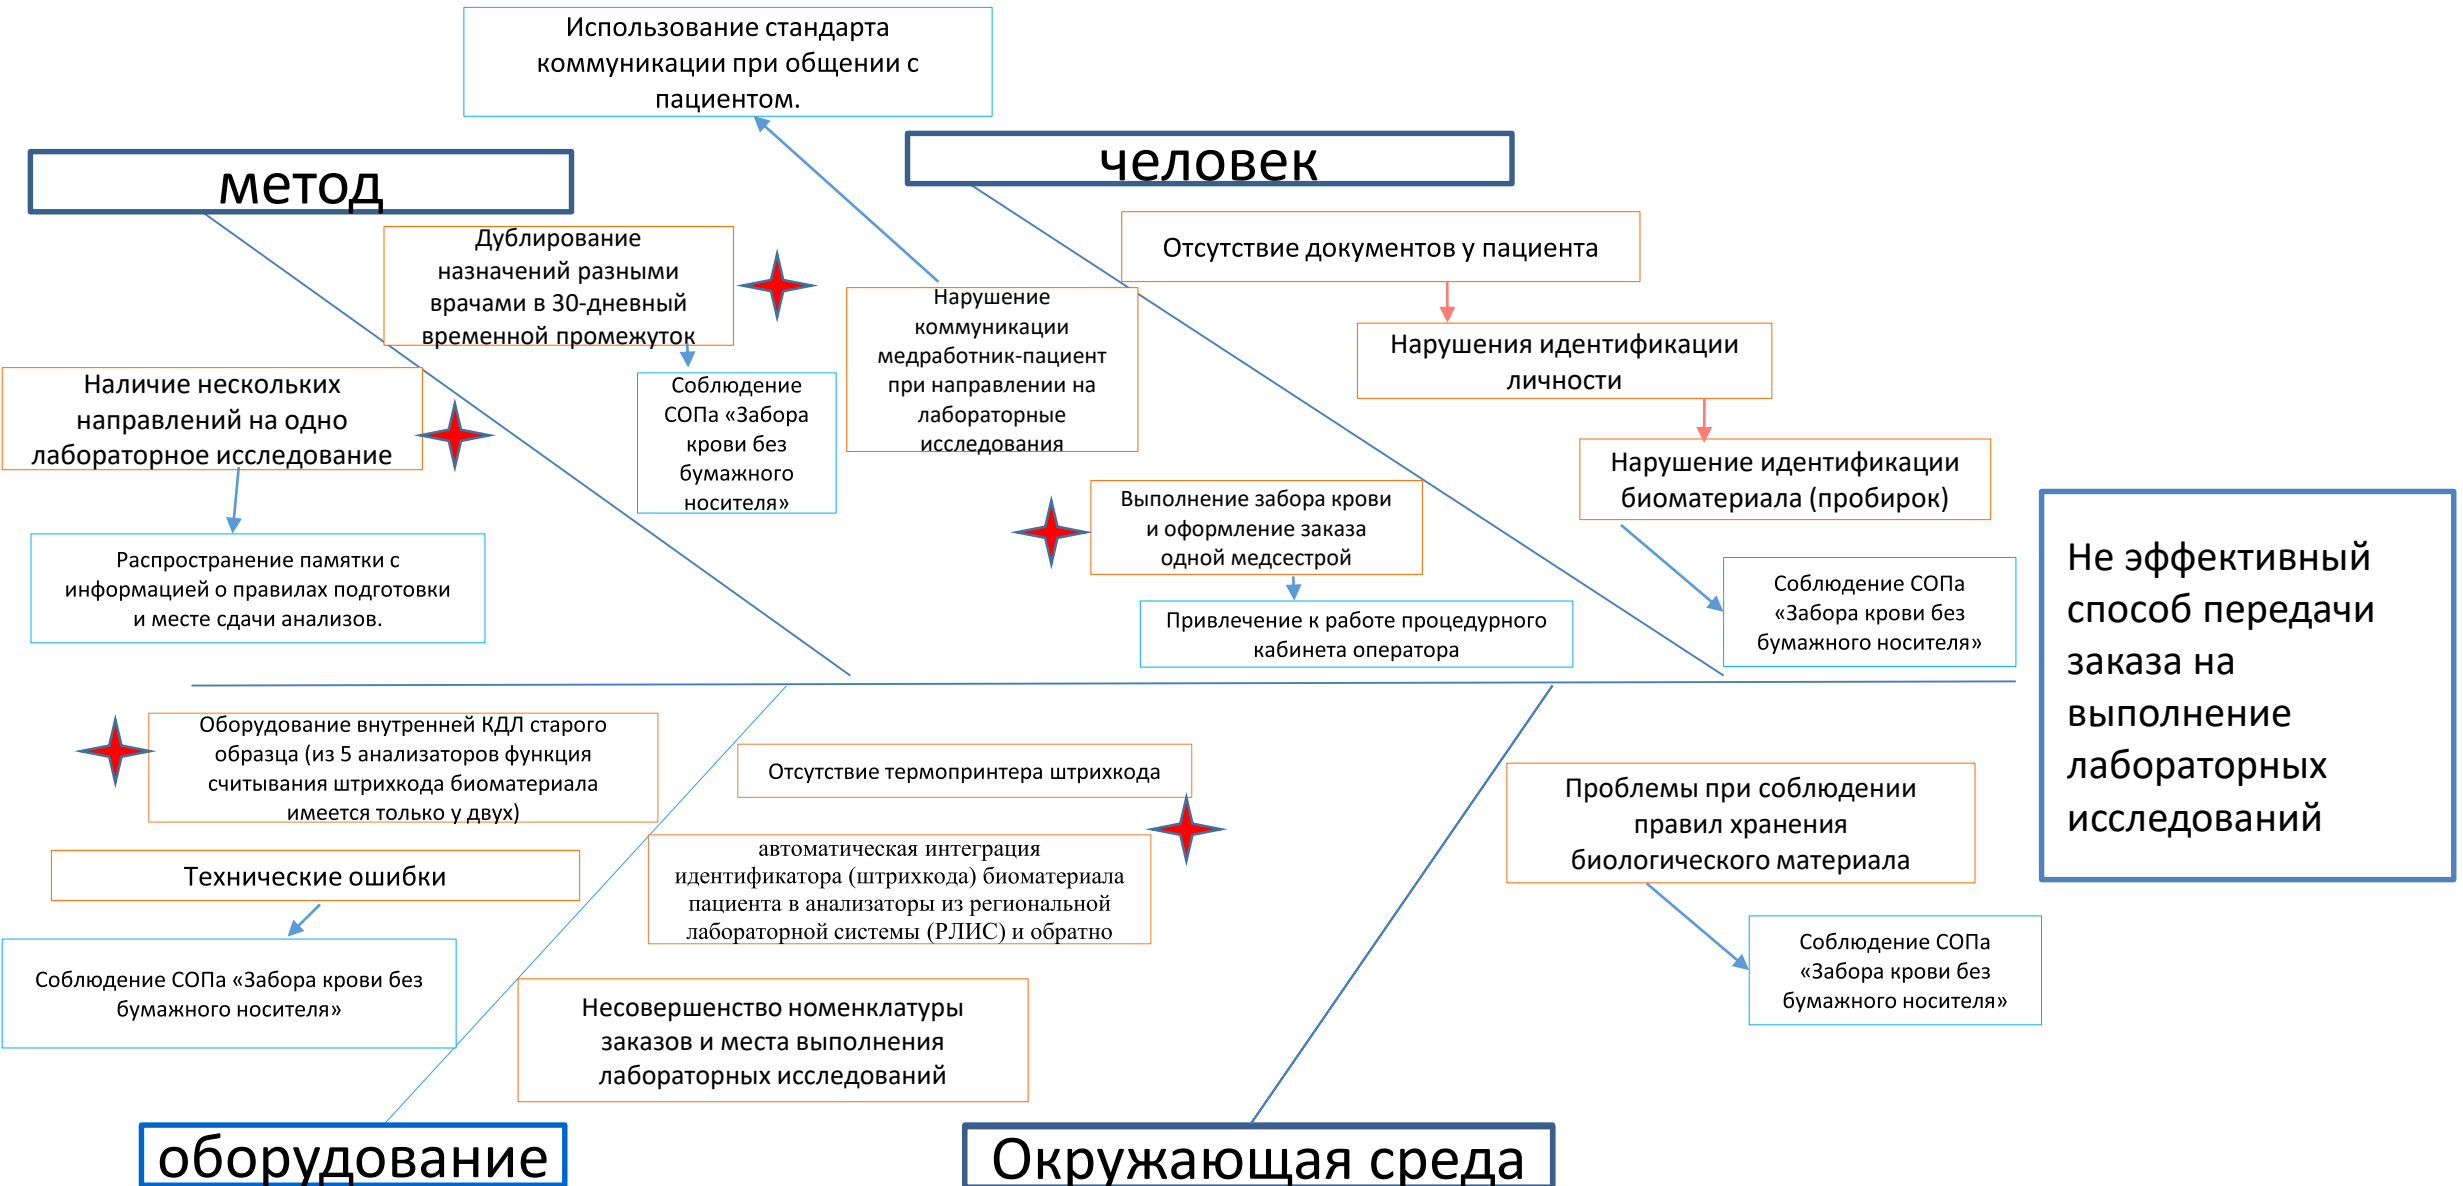 Использование стандарта
коммуникации при общении с
пациентом.
метод
человек
Дублирование
назначений разными
врачами в 30-дневный
временной промежуток
Отсутствие документов у пациента
Нарушение
коммуникации
медработник-пациент
при направлении на
лабораторные
исследования
Нарушения идентификации
личности
Наличие нескольких
направлений на одно
лабораторное исследование
Соблюдение
СОПа «Забора
крови без
бумажного
носителя»
Нарушение идентификации
биоматериала (пробирок)
Выполнение забора крови
и оформление заказа
одной медсестрой
Распространение памятки с
информацией о правилах подготовки
и месте сдачи анализов.
Привлечение к работе процедурного
кабинета оператора
Соблюдение СОПа
«Забора крови без
бумажного носителя»
Не эффективный
способ передачи
заказа на
выполнение
лабораторных
исследований
Оборудование внутренней КДЛ старого
образца (из 5 анализаторов функция
считывания штрихкода биоматериала
имеется только у двух)
Отсутствие термопринтера штрихкода
Проблемы при соблюдении
правил хранения
биологического материала
Технические ошибки
автоматическая интеграция
идентификатора (штрихкода) биоматериала
пациента в анализаторы из региональной
лабораторной системы (РЛИС) и обратно
Соблюдение СОПа «Забора крови без
бумажного носителя»
Соблюдение СОПа
«Забора крови без
бумажного носителя»
Несовершенство номенклатуры
заказов и места выполнения
лабораторных исследований
оборудование
Окружающая среда